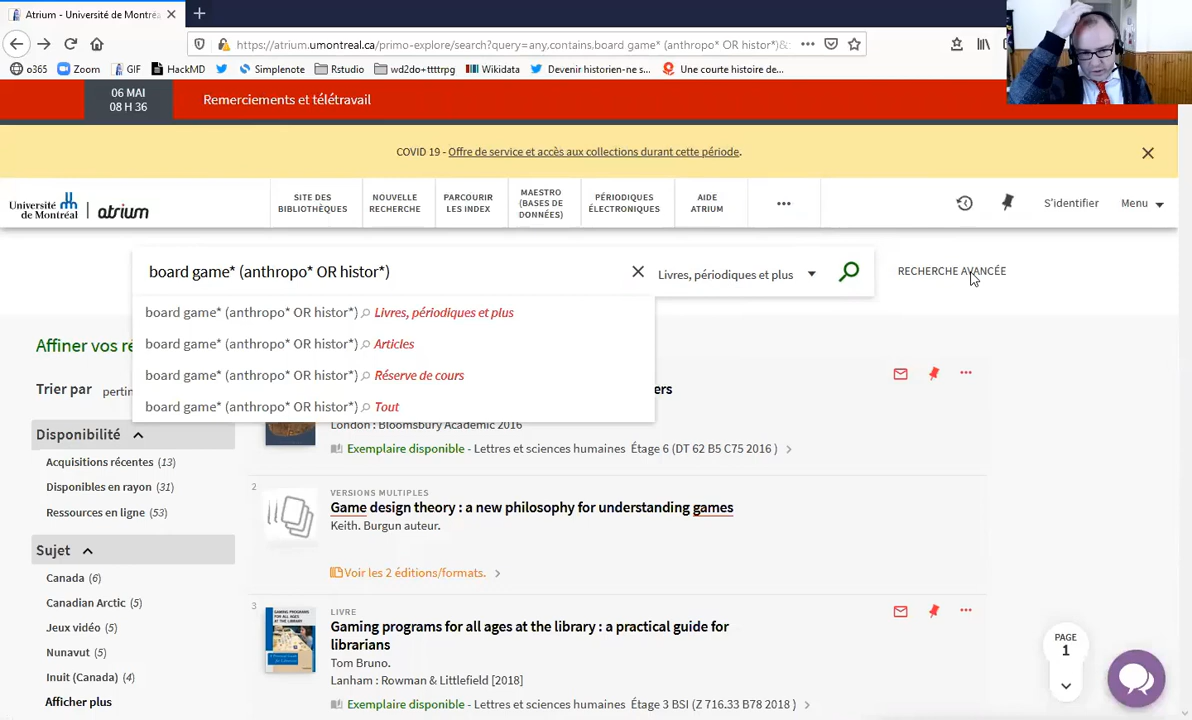 Atrium - Université de Montréa
https://atrium.umontreal.ca/primo-explore/search?query=any.contains.board game* (anthropo* OR histor*)&
o365
Zoom
GIF
HackMD
Simplenote
Rstudio
wd2do+ttttrpg
Wikidata
Devenir historien-ne s...
Une courte histoire de...
06 MAI
08 H 36
Remerciements et télétravail
COVID 19 - Offre de service et accès aux collections durant cette période.
Université
de Montréal
atrium
SITE DES
BIBLIOTHÈQUES
NOUVELLE
RECHERCHE
PARCOURIR
LES INDEX
MAESTRO
(BASES DE
DONNÉES)
PÉRIODIQUES
ÉLECTRONIQUES
AIDE
ATRIUM
S'identifier
Menu
board game* (anthropo* OR histor*)
Livres, périodiques et plus
RECHERCHE AVANCÉE
board game* (anthropo* OR histor*) Livres, périodiques et plus
board game* (anthropo* OR histor*) Articles
board game* (anthropo* OR histor*) Réserve de cours
board game* (anthropo* OR histor*) Tout
Affiner vos ré
Trier par pertin
Disponibilité
Acquisitions récentes (13)
Disponibles en rayon (31)
Ressources en ligne (53)
Sujet
Canada (6)
Canadian Arctic (5)
Jeux vidéo (5)
Nunavut (5)
Inuit (Canada) (4)
Afficher plus
ers
London : Bloomsbury Academic 2016
Exemplaire disponible - Lettres et sciences humaines Étage 6 (DT 62 B5 C75 2016 )
2
VERSIONS MULTIPLES
Game design theory : a new philosophy for understanding games
Keith. Burgun auteur.
Voir les 2 éditions/formats.
3
LIVRE
Gaming programs for all ages at the library : a practical guide for
librarians
Tom Bruno.
Lanham : Rowman & Littlefield [2018]
Exemplaire disponible - Lettres et sciences humaines Étage 3 BSI (Z 716.33 B78 2018 )
PAGE
1